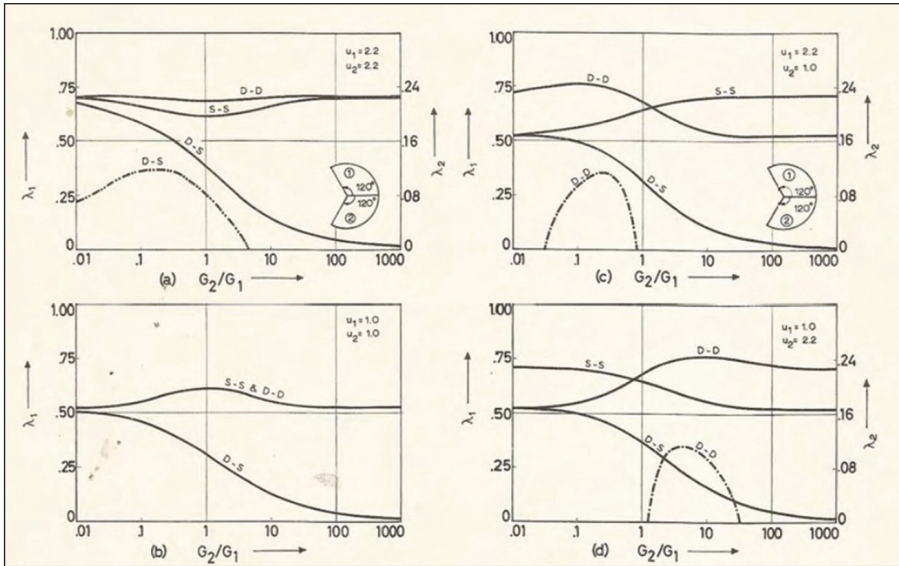 1.00
u₁ = 2.2
u₂ = 2.2
.75
.24
D-D
S-S
.50
.16
D-S
λ₁
λ₂
D-S
.25
.08
①
120°
120°
②
0
0
.01
.1
1
10
100
1000
(a)
G₂/G₁
1.00
u₁ = 2.2
u₂ = 1.0
.75
.24
D-D
S-S
.50
.16
λ₁
λ₂
D-D
D-S
.25
.08
①
120°
120°
②
0
0
.01
.1
1
10
100
1000
(c)
G₂/G₁
1.00
u₁ = 1.0
u₂ = 1.0
.75
S-S & D-D
λ₁
.50
D-S
.25
0
.01
.1
1
10
100
1000
(b)
G₂/G₁
1.00
u₁ = 1.0
u₂ = 2.2
.75
.24
S-S
D-D
λ₁
λ₂
.50
.16
D-S
D-D
.25
.08
0
0
.01
.1
1
10
100
1000
(d)
G₂/G₁